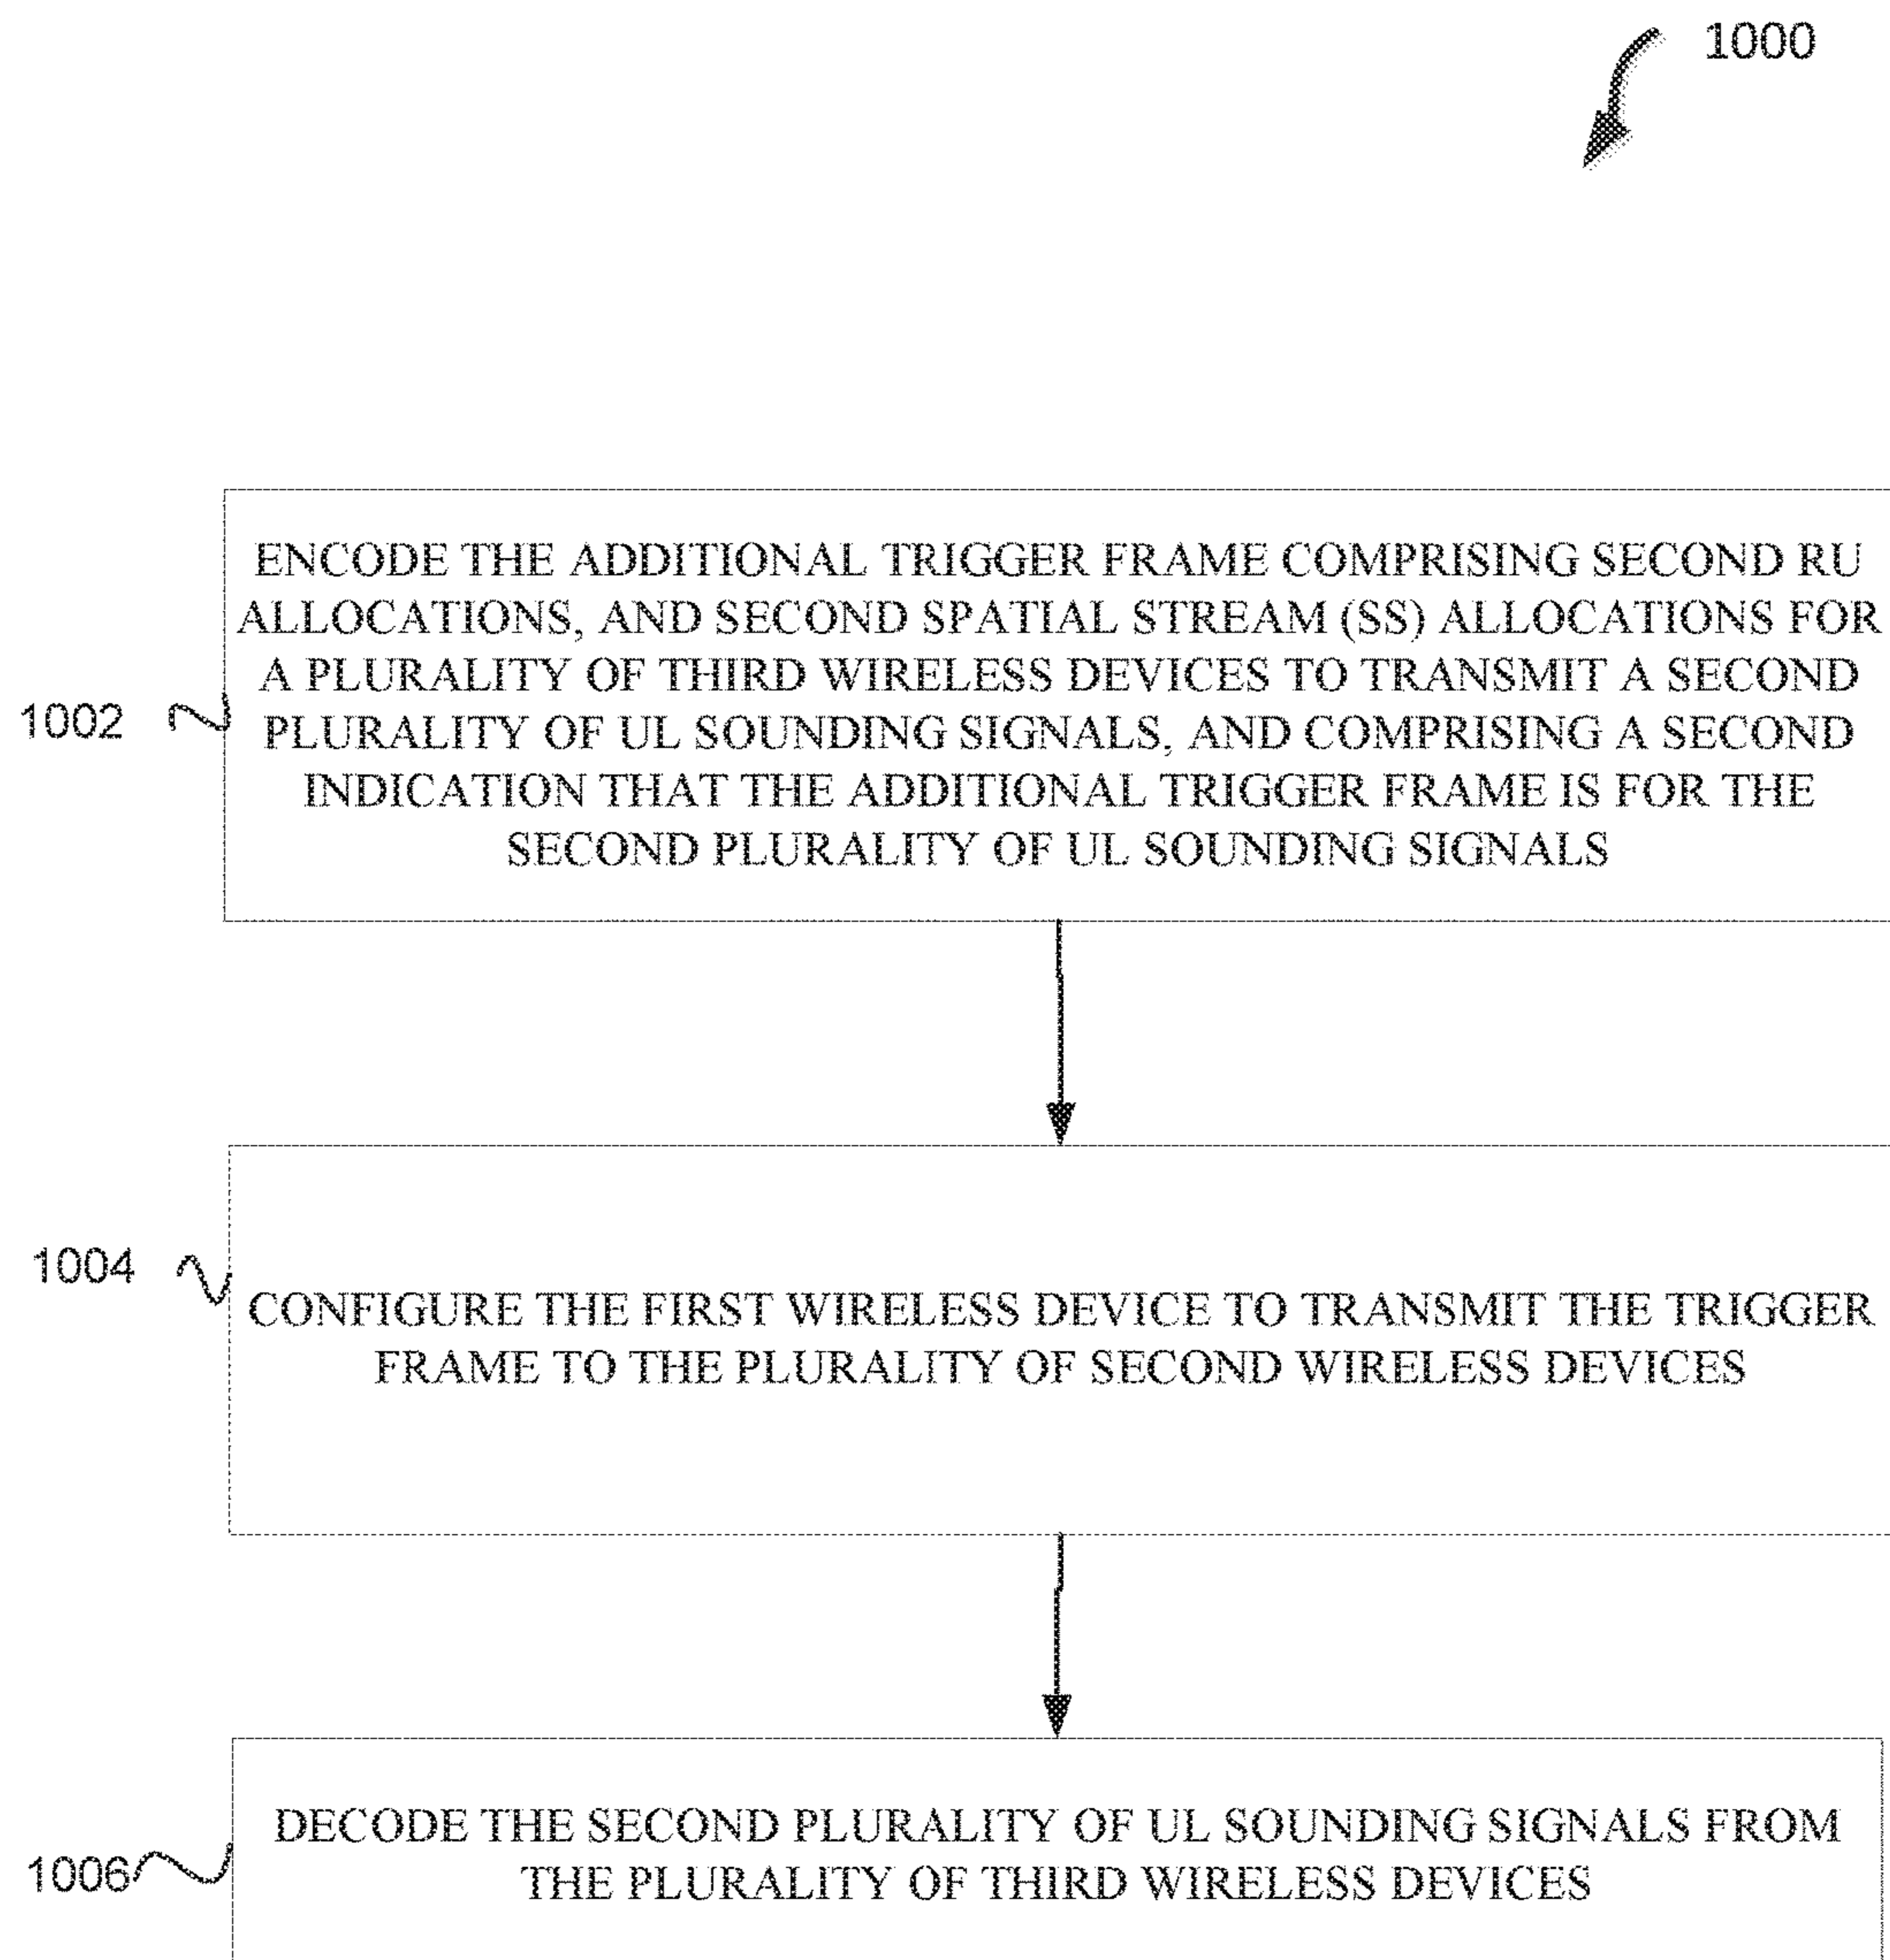 1000
ENCODE THE ADDITIONAL TRIGGER FRAME COMPRISING SECOND RU
ALLOCATIONS, AND SECOND SPATIAL STREAM (SS) ALLOCATIONS FOR
A PLURALITY OF THIRD WIRELESS DEVICES TO TRANSMIT A SECOND
PLURALITY OF UL SOUNDING SIGNALS, AND COMPRISING A SECOND
INDICATION THAT THE ADDITIONAL TRIGGER FRAME IS FOR THE
SECOND PLURALITY OF UL SOUNDING SIGNALS
1002
CONFIGURE THE FIRST WIRELESS DEVICE TO TRANSMIT THE TRIGGER
FRAME TO THE PLURALITY OF SECOND WIRELESS DEVICES
1004
DECODE THE SECOND PLURALITY OF UL SOUNDING SIGNALS FROM
THE PLURALITY OF THIRD WIRELESS DEVICES
1006